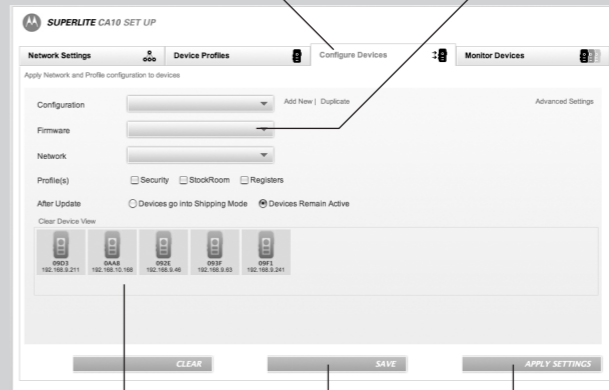 SUPERLITE CA10 SET UP
Network Settings
Device Profiles
Configure Devices
Monitor Devices
Apply Network and Profile configuration to devices
Configuration
Add New | Duplicate
Advanced Settings
Firmware
Network
Profile(s)
Security
StockRoom
Registers
After Update
Devices go into Shipping Mode
Devices Remain Active
Clear Device View
09D3
0AA8
092E
093F
09F1
192.168.9.211
192.168.10.166
192.168.9.46
192.168.9.63
192.168.9.241
CLEAR
SAVE
APPLY SETTINGS